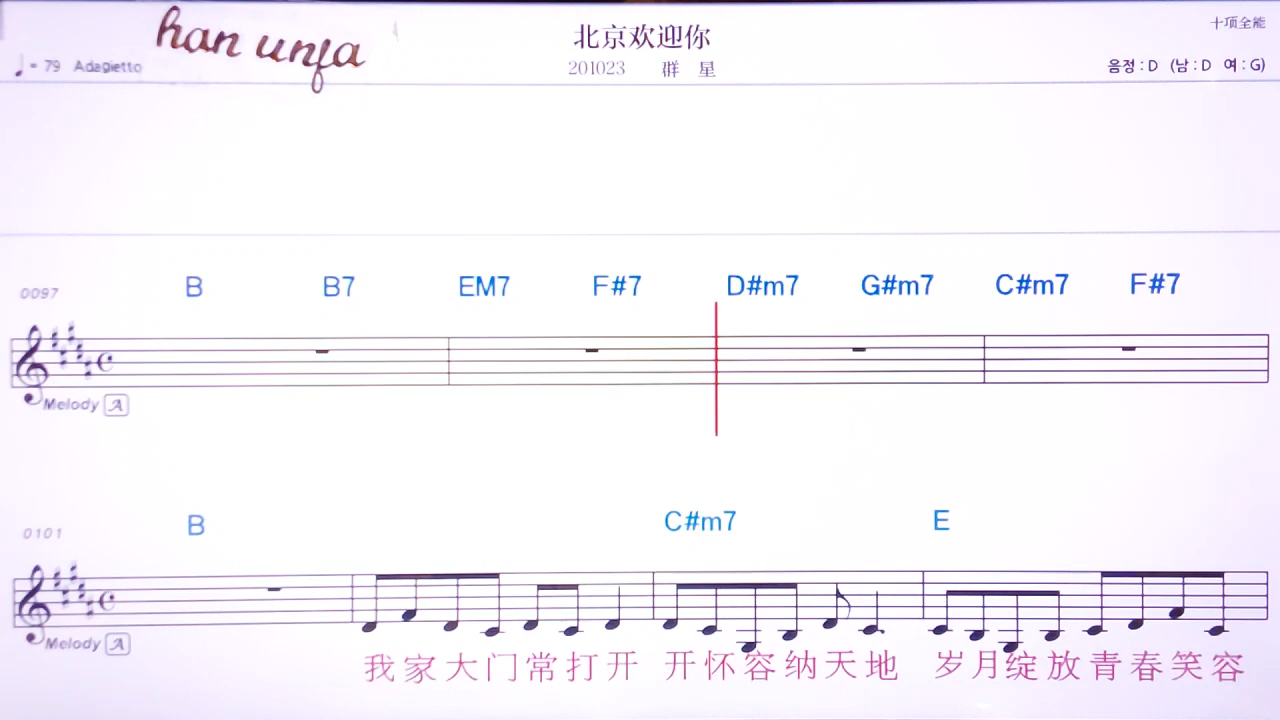 han unfa
北京欢迎你
十项全能
♩= 79 Adagietto
201023 群 星
음정 : D (남 : D 여 : G)
0097 B B7 EM7 F#7 D#m7 G#m7 C#m7 F#7
Melody A
0101 B C#m7 E
Melody A
我家大门常打开 开怀容纳天地 岁月绽放青春笑容